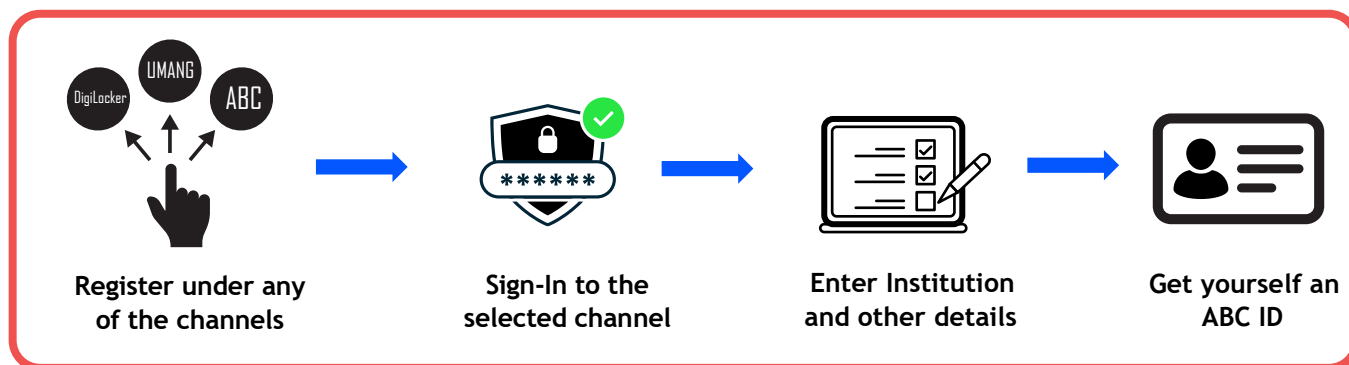 DigiLocker
UMANG
ABC
******
Register under any
of the channels
Sign-In to the
selected channel
Enter Institution
and other details
Get yourself an
ABC ID